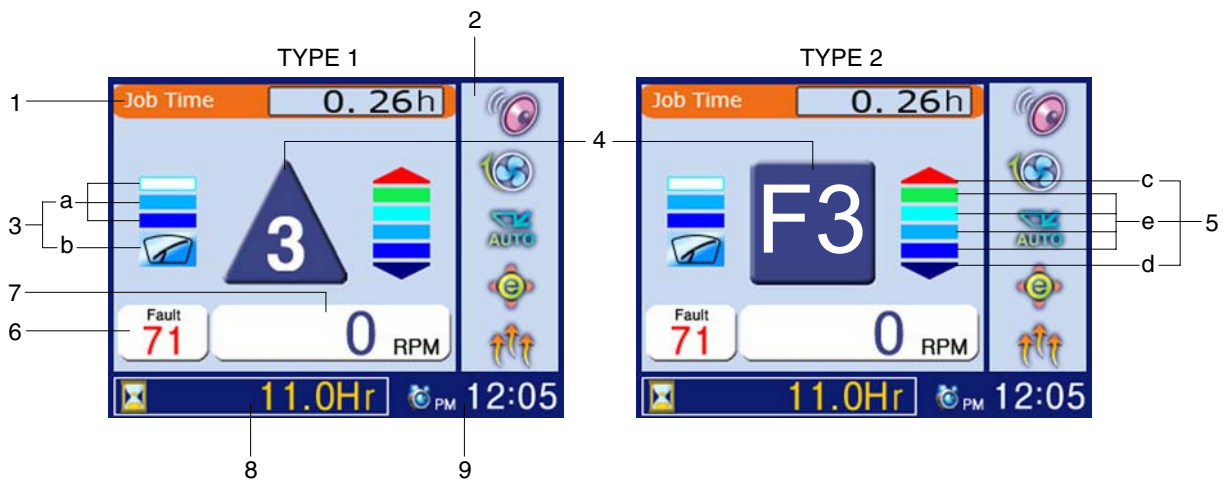 2
TYPE 1
TYPE 2
1
Job Time 0. 26h
Job Time 0. 26h
4
3
a
b
3
F3
AUTO
AUTO
c
e
d
5
7
6
Fault
71
0 RPM
Fault
71
0 RPM
e
e
11.0Hr PM 12:05
11.0Hr PM 12:05
8
9